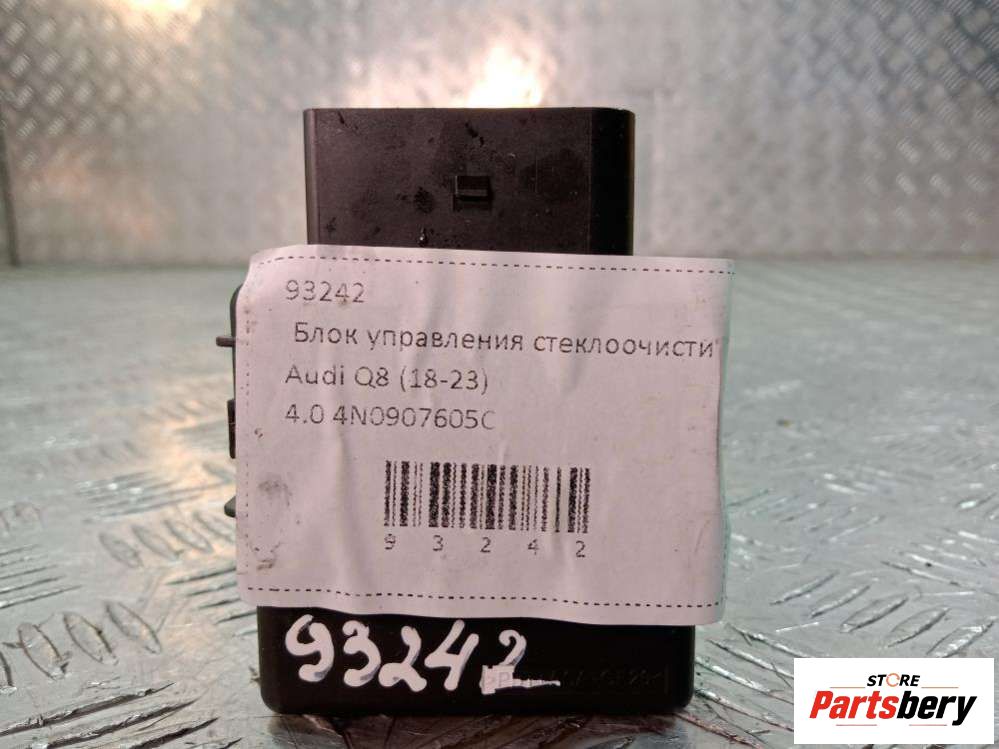 93242
Блок управления стеклоочисти
Audi Q8 (18-23)
4.0 4N0907605C
9 3 2 4 2
93242
STORE
Partsbery